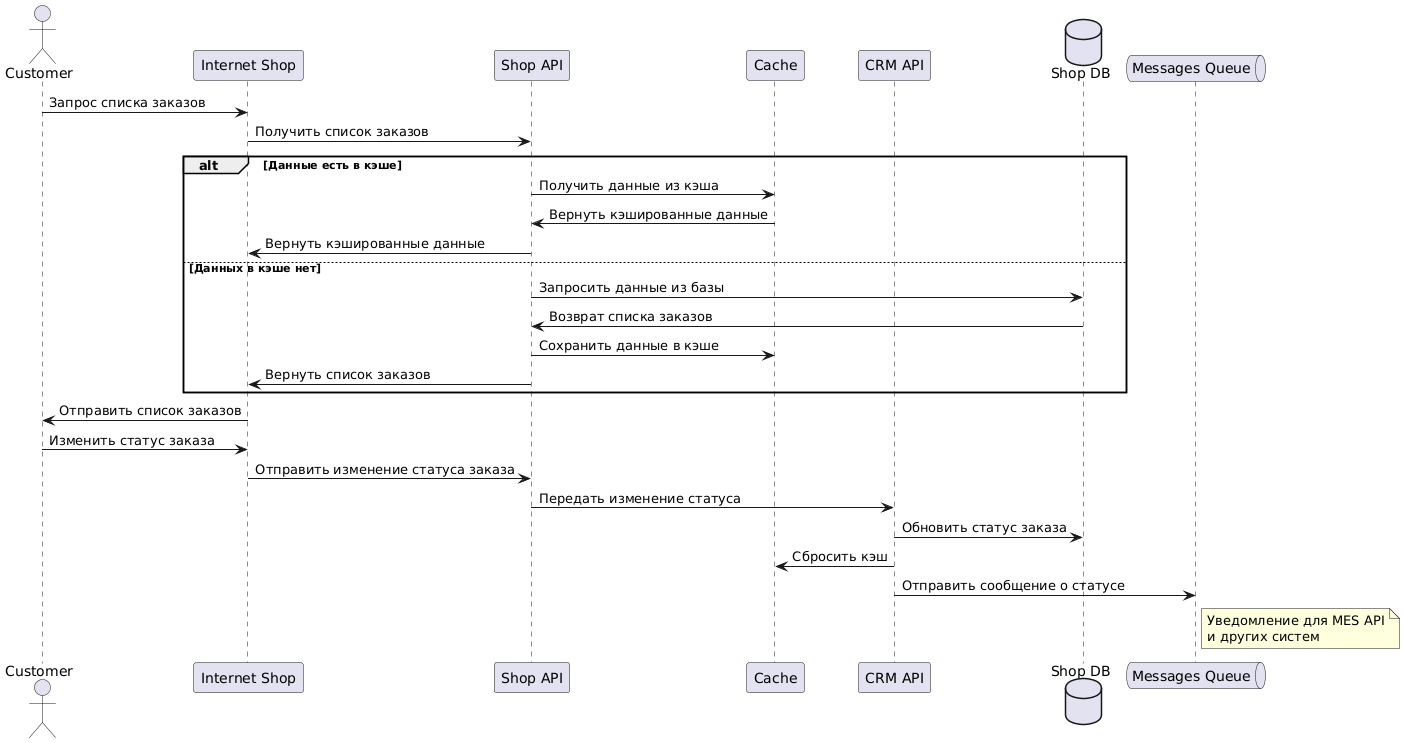 Customer
Internet Shop
Shop API
Cache
CRM API
Shop DB
Messages Queue
Запрос списка заказов
Получить список заказов
alt
[Данные есть в кэше]
Получить данные из кэша
Вернуть кэшированные данные
Вернуть кэшированные данные
[Данных в кэше нет]
Запросить данные из базы
Возврат списка заказов
Сохранить данные в кэше
Вернуть список заказов
Отправить список заказов
Изменить статус заказа
Отправить изменение статуса заказа
Передать изменение статуса
Обновить статус заказа
Сбросить кэш
Отправить сообщение о статусе
Уведомление для MES API
и других систем
Customer
Internet Shop
Shop API
Cache
CRM API
Shop DB
Messages Queue